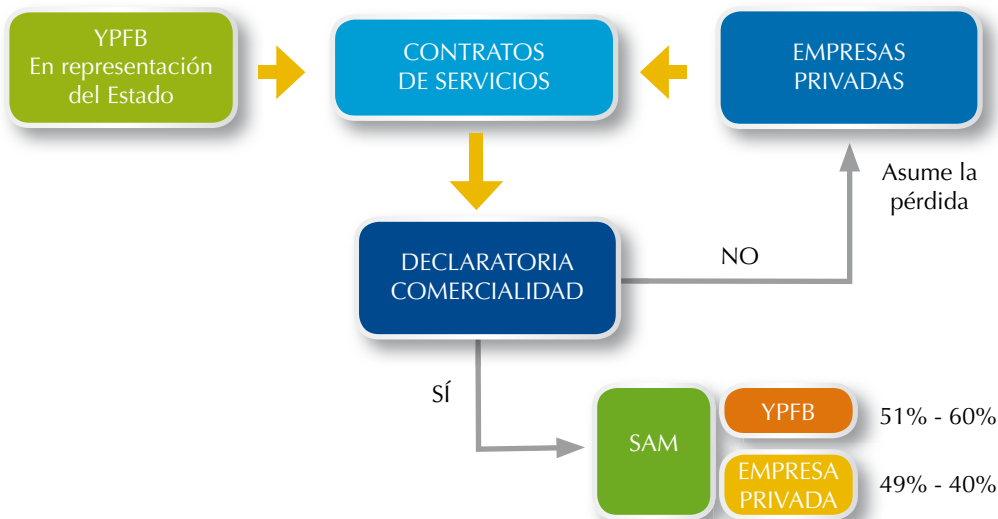 YPFB
En representación
del Estado
CONTRATOS
DE SERVICIOS
EMPRESAS
PRIVADAS
Asume la
pérdida
DECLARATORIA
COMERCIALIDAD
NO
SÍ
SAM
YPFB
51% - 60%
EMPRESA
PRIVADA
49% - 40%